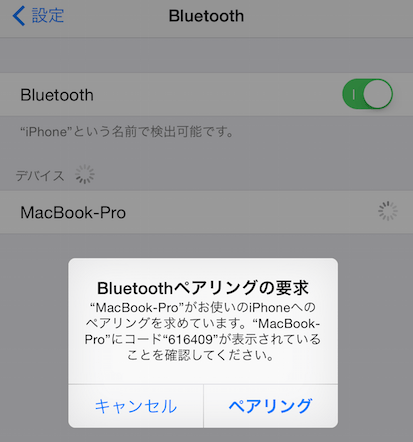 設定
Bluetooth
Bluetooth
“iPhone”という名前で検出可能です。
デバイス
MacBook-Pro
Bluetoothペアリングの要求
“MacBook-Pro”がお使いのiPhoneへの
ペアリングを求めています。“MacBook-
Pro”にコード“616409”が表示されている
ことを確認してください。
キャンセル
ペアリング